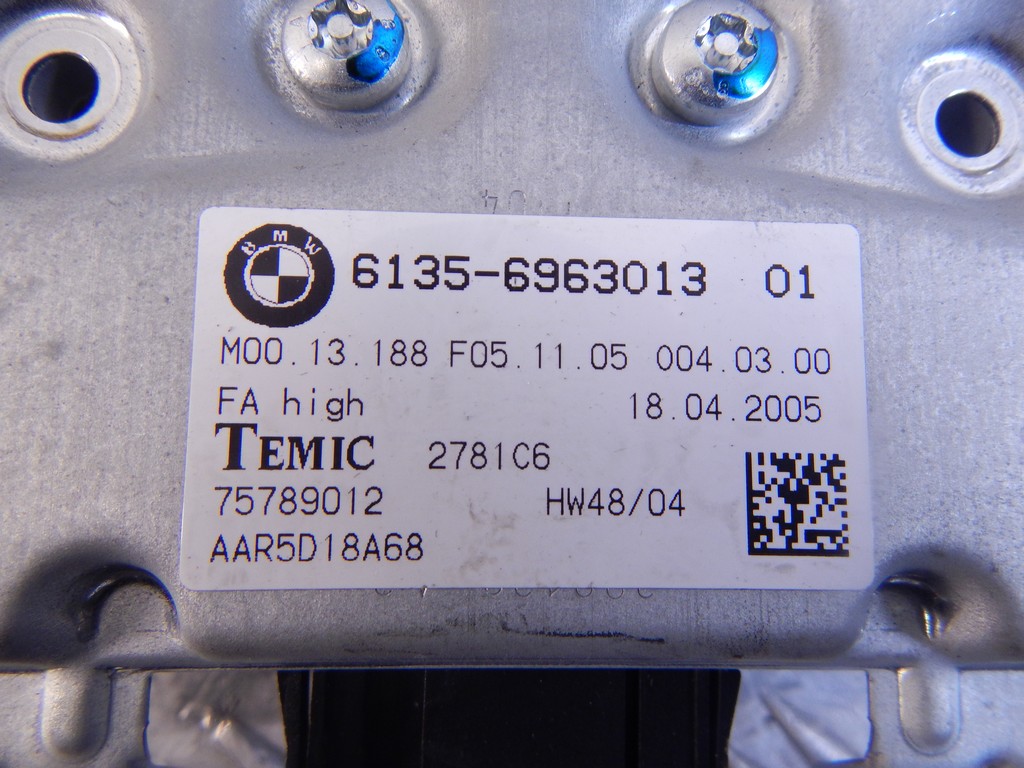 BMW 6135-6963013 01
M00.13.188 F05.11.05 004.03.00
FA high 18.04.2005
TEMIC 2781C6
75789012 HW48/04
AAR5D18A68